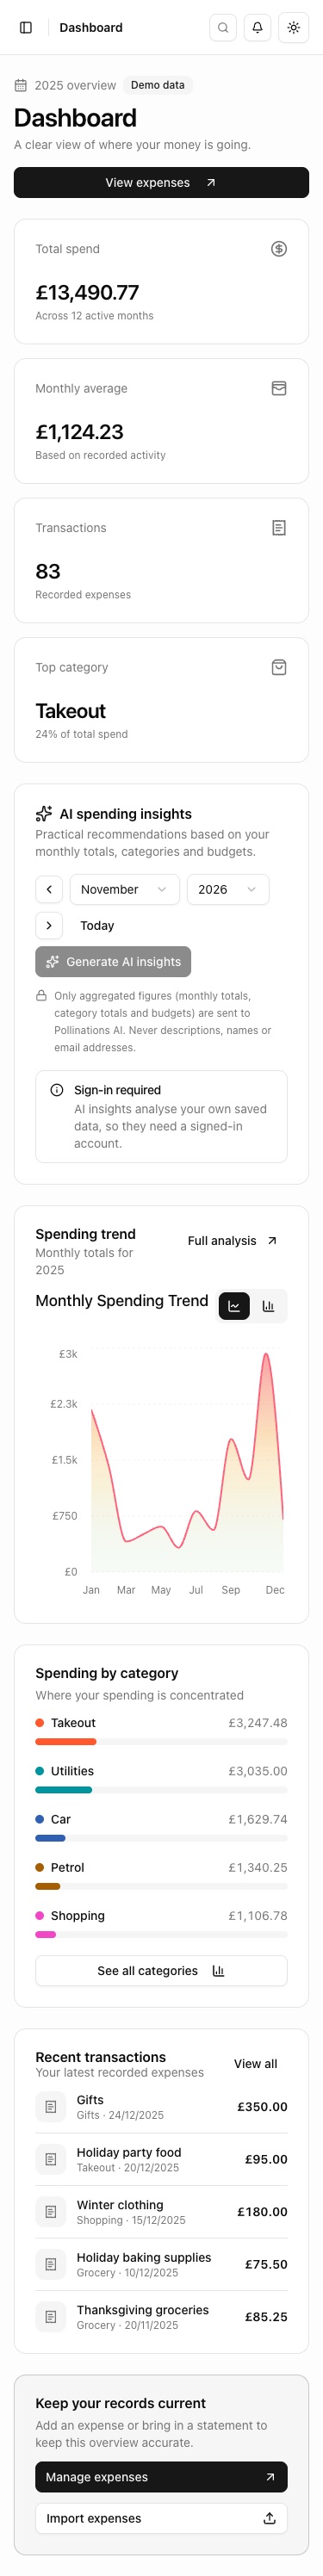 Dashboard
2025 overview Demo data
Dashboard
A clear view of where your money is going.
View expenses
Total spend
£13,490.77
Across 12 active months
Monthly average
£1,124.23
Based on recorded activity
Transactions
83
Recorded expenses
Top category
Takeout
24% of total spend
AI spending insights
Practical recommendations based on your
monthly totals, categories and budgets.
November 2026
Today
Generate AI insights
Only aggregated figures (monthly totals,
category totals and budgets) are sent to
Pollinations AI. Never descriptions, names or
email addresses.
Sign-in required
AI insights analyse your own saved
data, so they need a signed-in
account.
Spending trend
Full analysis
Monthly totals for
2025
Monthly Spending Trend
£3k
£2.3k
£1.5k
£750
£0
Jan Mar May Jul Sep Dec
Spending by category
Where your spending is concentrated
Takeout £3,247.48
Utilities £3,035.00
Car £1,629.74
Petrol £1,340.25
Shopping £1,106.78
See all categories
Recent transactions
View all
Your latest recorded expenses
Gifts
£350.00
Gifts · 24/12/2025
Holiday party food
£95.00
Takeout · 20/12/2025
Winter clothing
£180.00
Shopping · 15/12/2025
Holiday baking supplies
£75.50
Grocery · 10/12/2025
Thanksgiving groceries
£85.25
Grocery · 20/11/2025
Keep your records current
Add an expense or bring in a statement to
keep this overview accurate.
Manage expenses
Import expenses